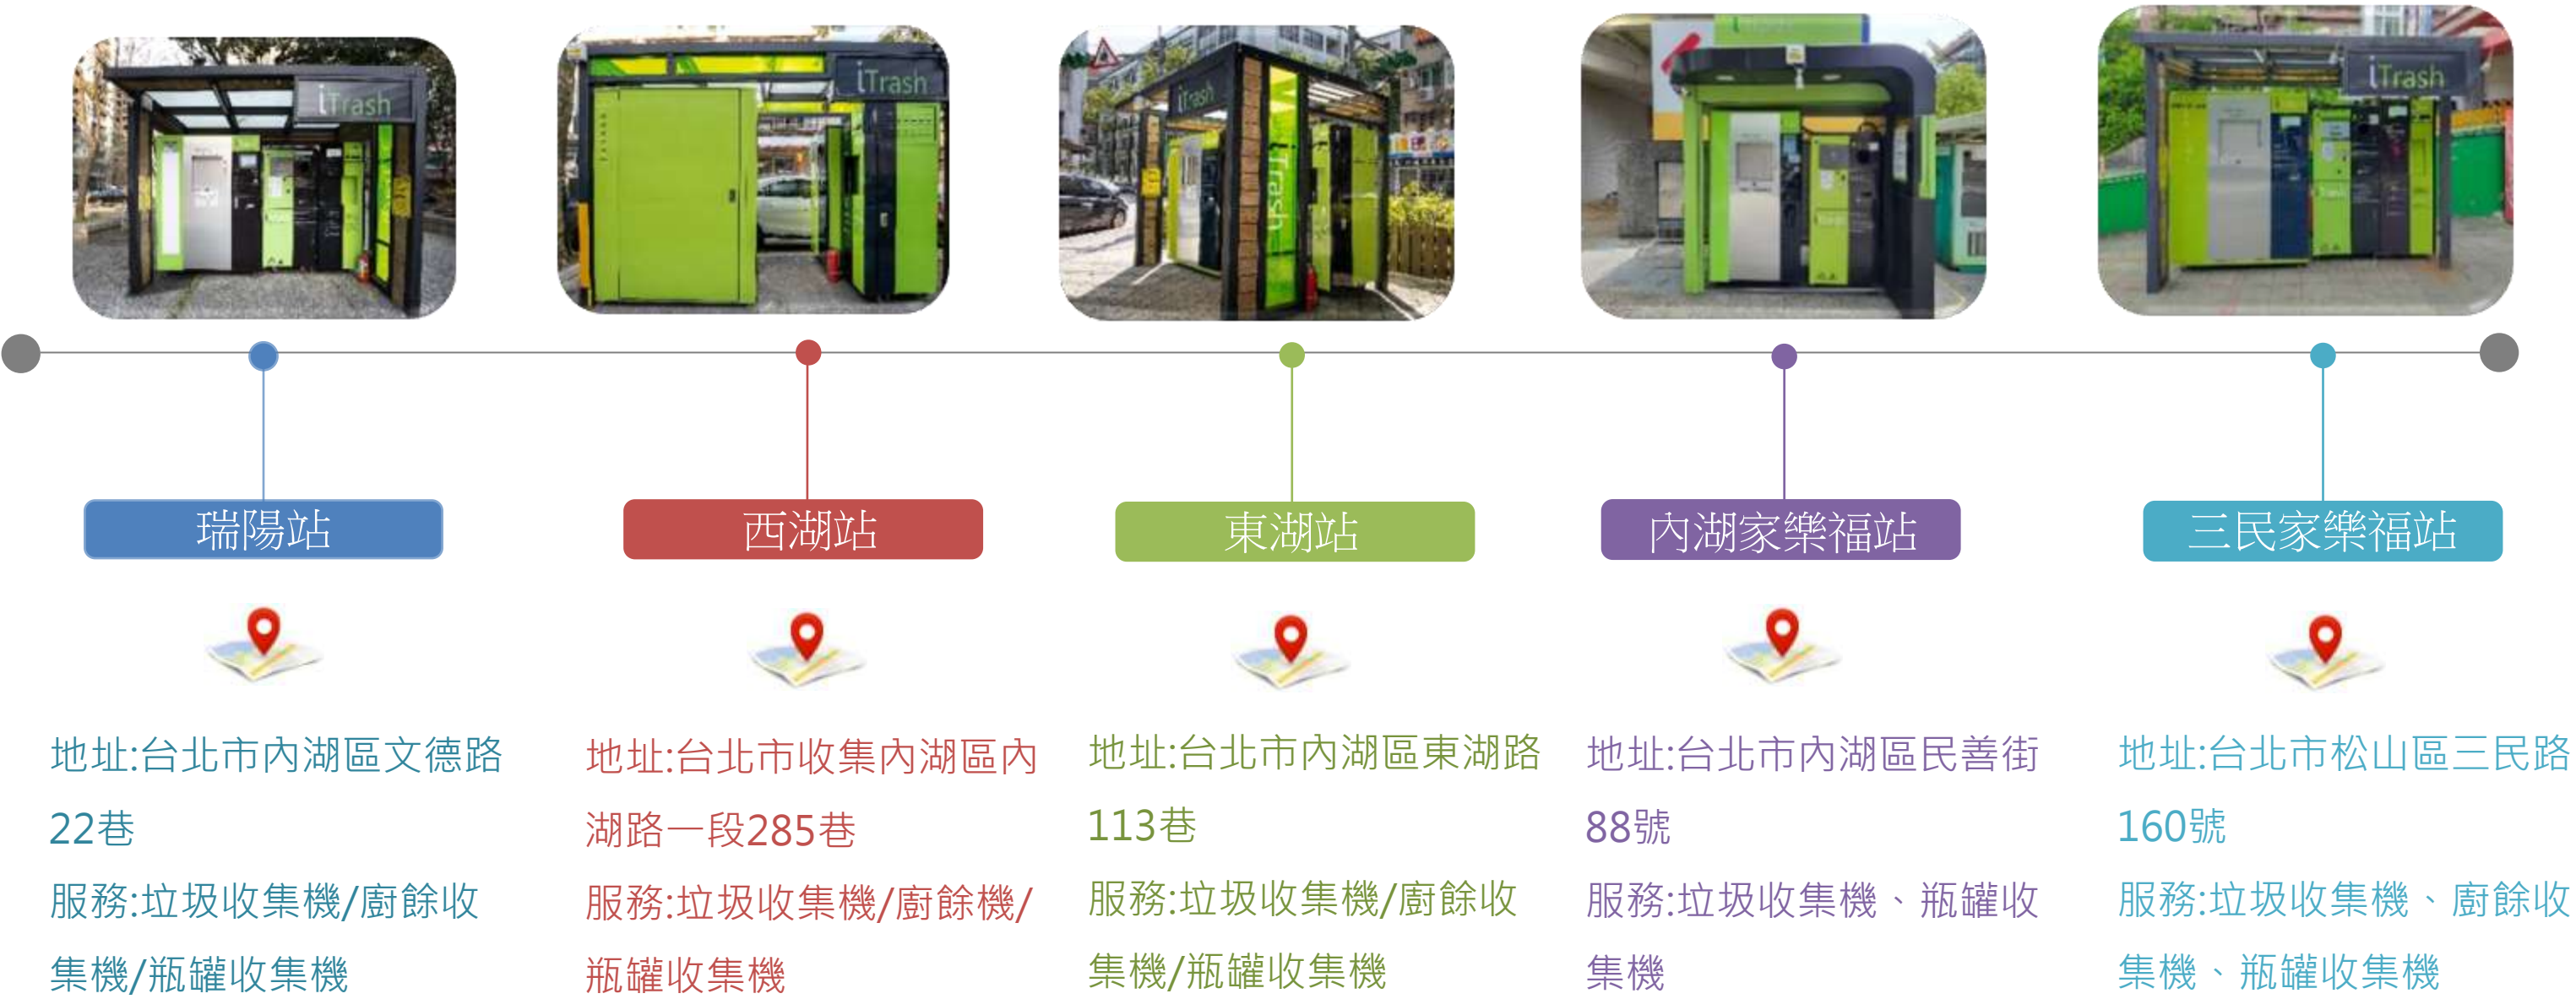 iTrash
iTrash
iTrash
iTrash
iTrash
瑞陽站
西湖站
東湖站
內湖家樂福站
三民家樂福站
地址:台北市內湖區文德路
22巷
服務:垃圾收集機/廚餘收
集機/瓶罐收集機
地址:台北市收集內湖區內
湖路一段285巷
服務:垃圾收集機/廚餘機/
瓶罐收集機
地址:台北市內湖區東湖路
113巷
服務:垃圾收集機/廚餘收
集機/瓶罐收集機
地址:台北市內湖區民善街
88號
服務:垃圾收集機、瓶罐收
集機
地址:台北市松山區三民路
160號
服務:垃圾收集機、廚餘收
集機、瓶罐收集機